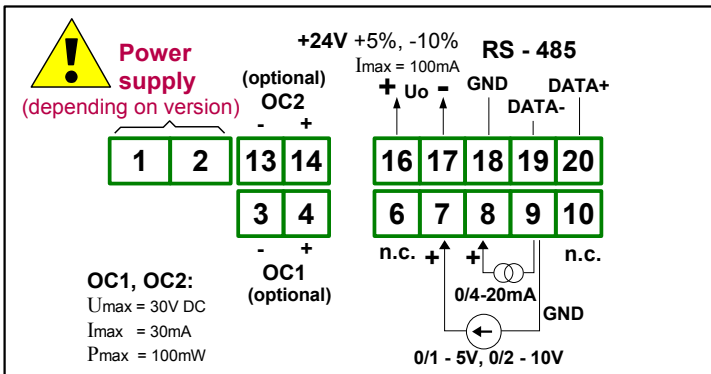 +24V +5%, -10%
RS - 485
Power
supply
(depending on version)
(optional)
OC2
- +
Imax = 100mA
+ Uo -
GND
DATA-
DATA+
1 2 13 14 16 17 18 19 20
3 4 6 7 8 9 10
- +
OC1
(optional)
n.c. + + n.c.
0/4-20mA
GND
0/1 - 5V, 0/2 - 10V
OC1, OC2:
Umax = 30V DC
Imax = 30mA
Pmax = 100mW